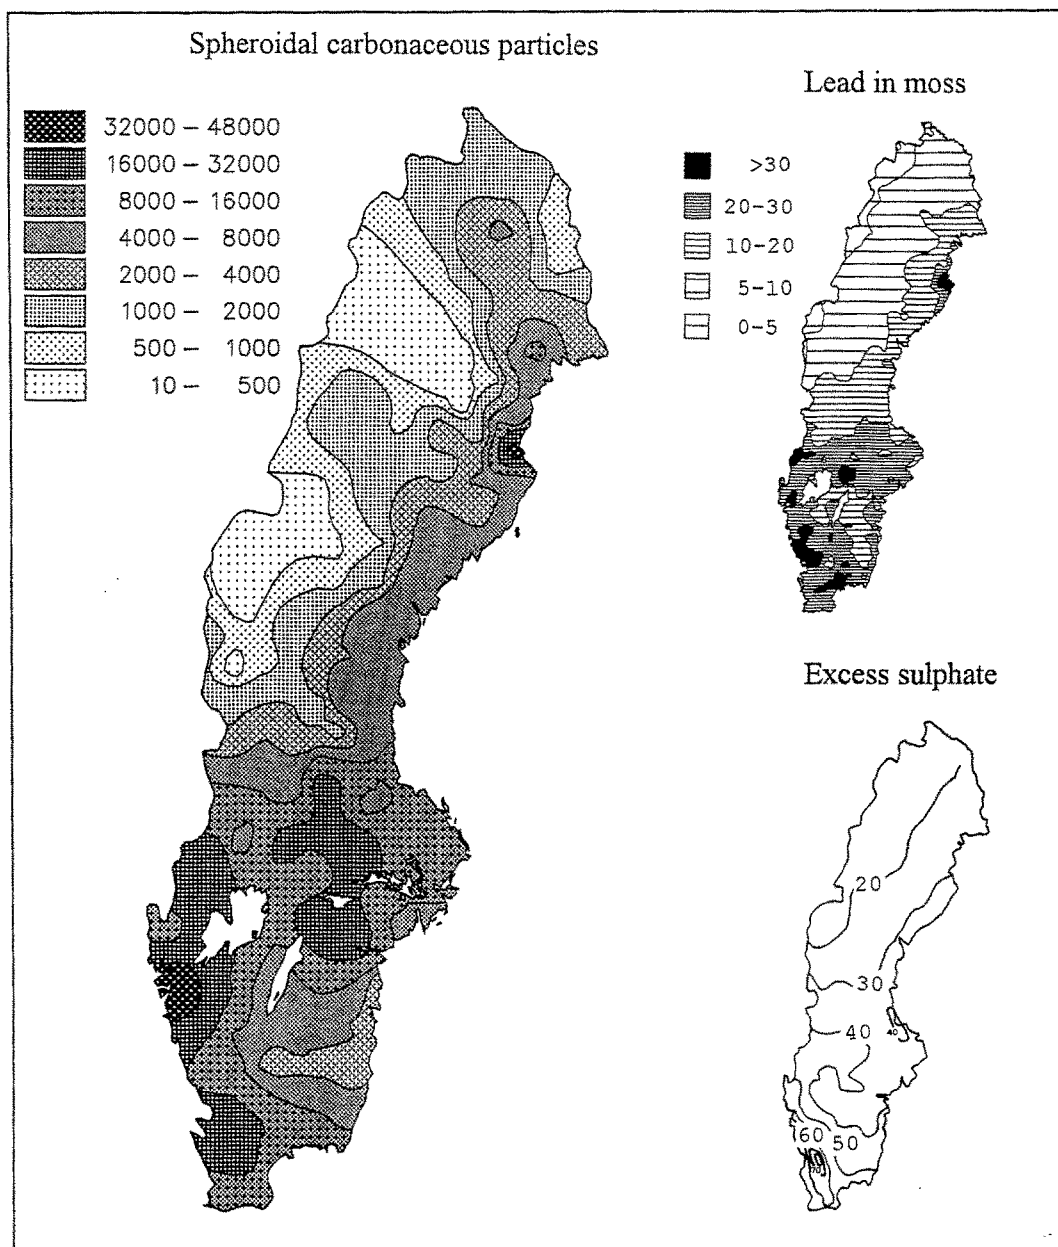 Spheroidal carbonaceous particles
32000 – 48000
16000 – 32000
8000 – 16000
4000 – 8000
2000 – 4000
1000 – 2000
500 – 1000
10 – 500
Lead in moss
>30
20-30
10-20
5-10
0-5
Excess sulphate
20
30
40
40
60
50